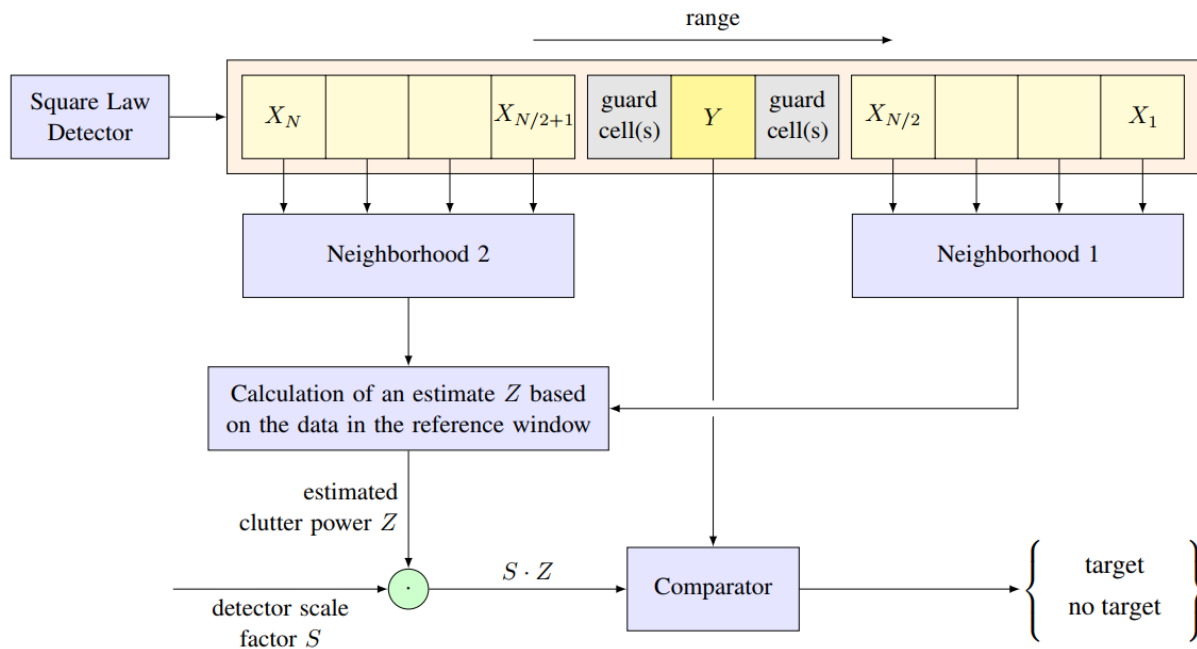 range
Square Law
Detector
X_N
X_{N/2+1}
guard
cell(s)
Y
guard
cell(s)
X_{N/2}
X_1
Neighborhood 2
Neighborhood 1
Calculation of an estimate Z based
on the data in the reference window
estimated
clutter power Z
S · Z
·
Comparator
{ target
no target }
detector scale
factor S